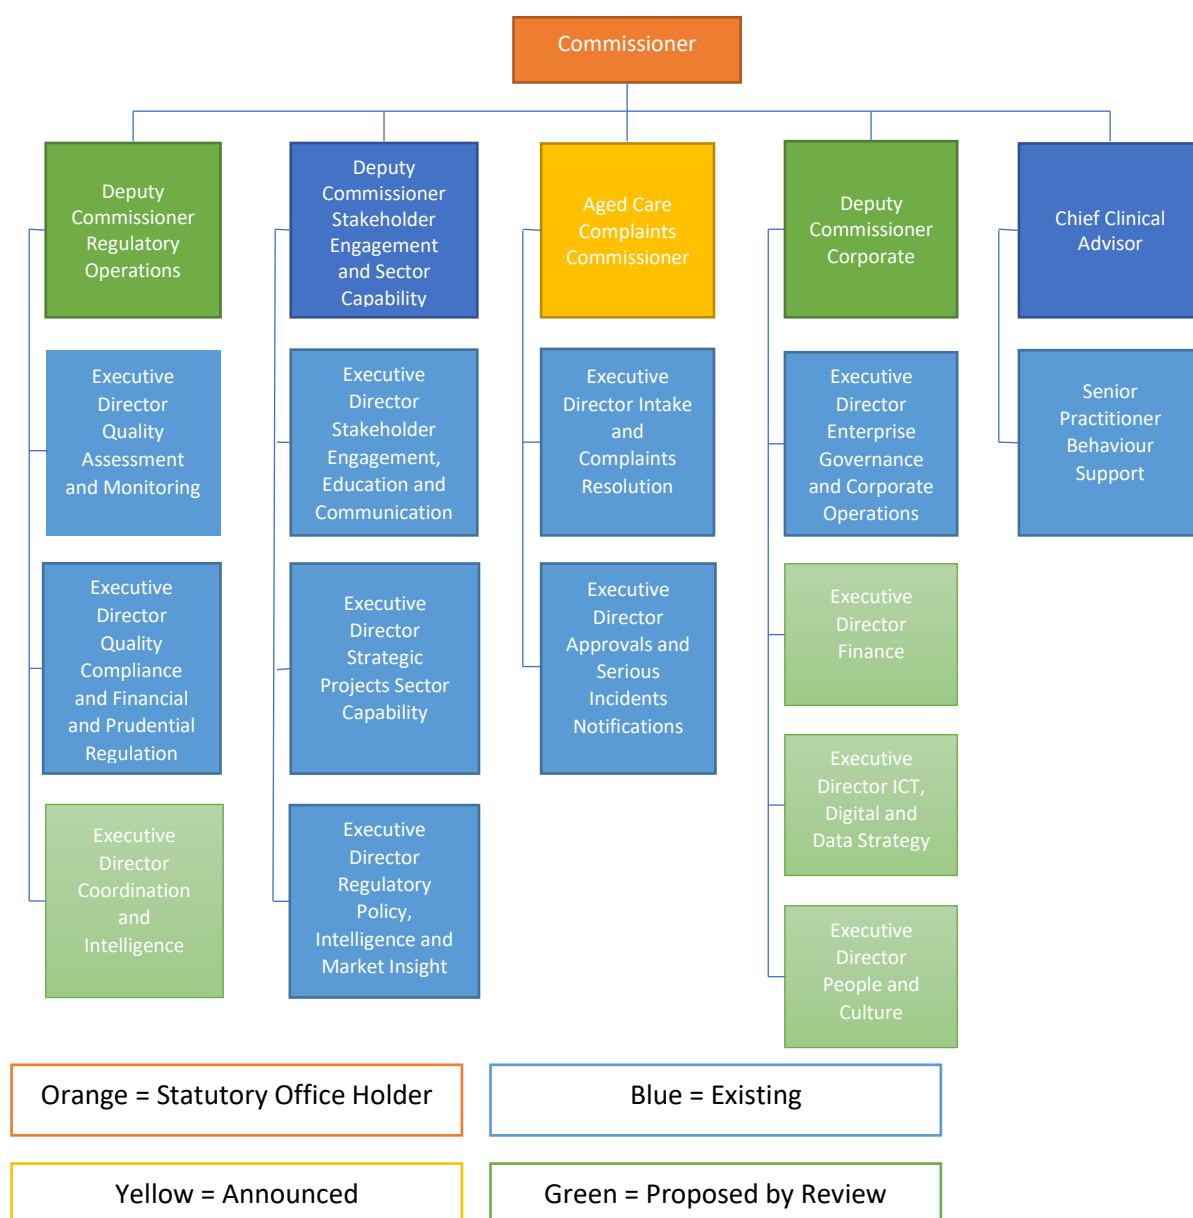 Commissioner
Deputy
Commissioner
Regulatory
Operations
Deputy
Commissioner
Stakeholder
Engagement
and Sector
Capability
Aged Care
Complaints
Commissioner
Deputy
Commissioner
Corporate
Chief Clinical
Advisor
Executive
Director
Quality
Assessment
and Monitoring
Executive
Director
Stakeholder
Engagement,
Education and
Communication
Executive
Director Intake
and
Complaints
Resolution
Executive
Director
Enterprise
Governance
and Corporate
Operations
Senior
Practitioner
Behaviour
Support
Executive
Director
Quality
Compliance
and Financial
and Prudential
Regulation
Executive
Director
Strategic
Projects Sector
Capability
Executive
Director
Approvals and
Serious
Incidents
Notifications
Executive
Director
Finance
Executive
Director ICT,
Digital and
Data Strategy
Executive
Director
Coordination
and
Intelligence
Executive
Director
Regulatory
Policy,
Intelligence and
Market Insight
Executive
Director
People and
Culture
Orange = Statutory Office Holder
Blue = Existing
Yellow = Announced
Green = Proposed by Review